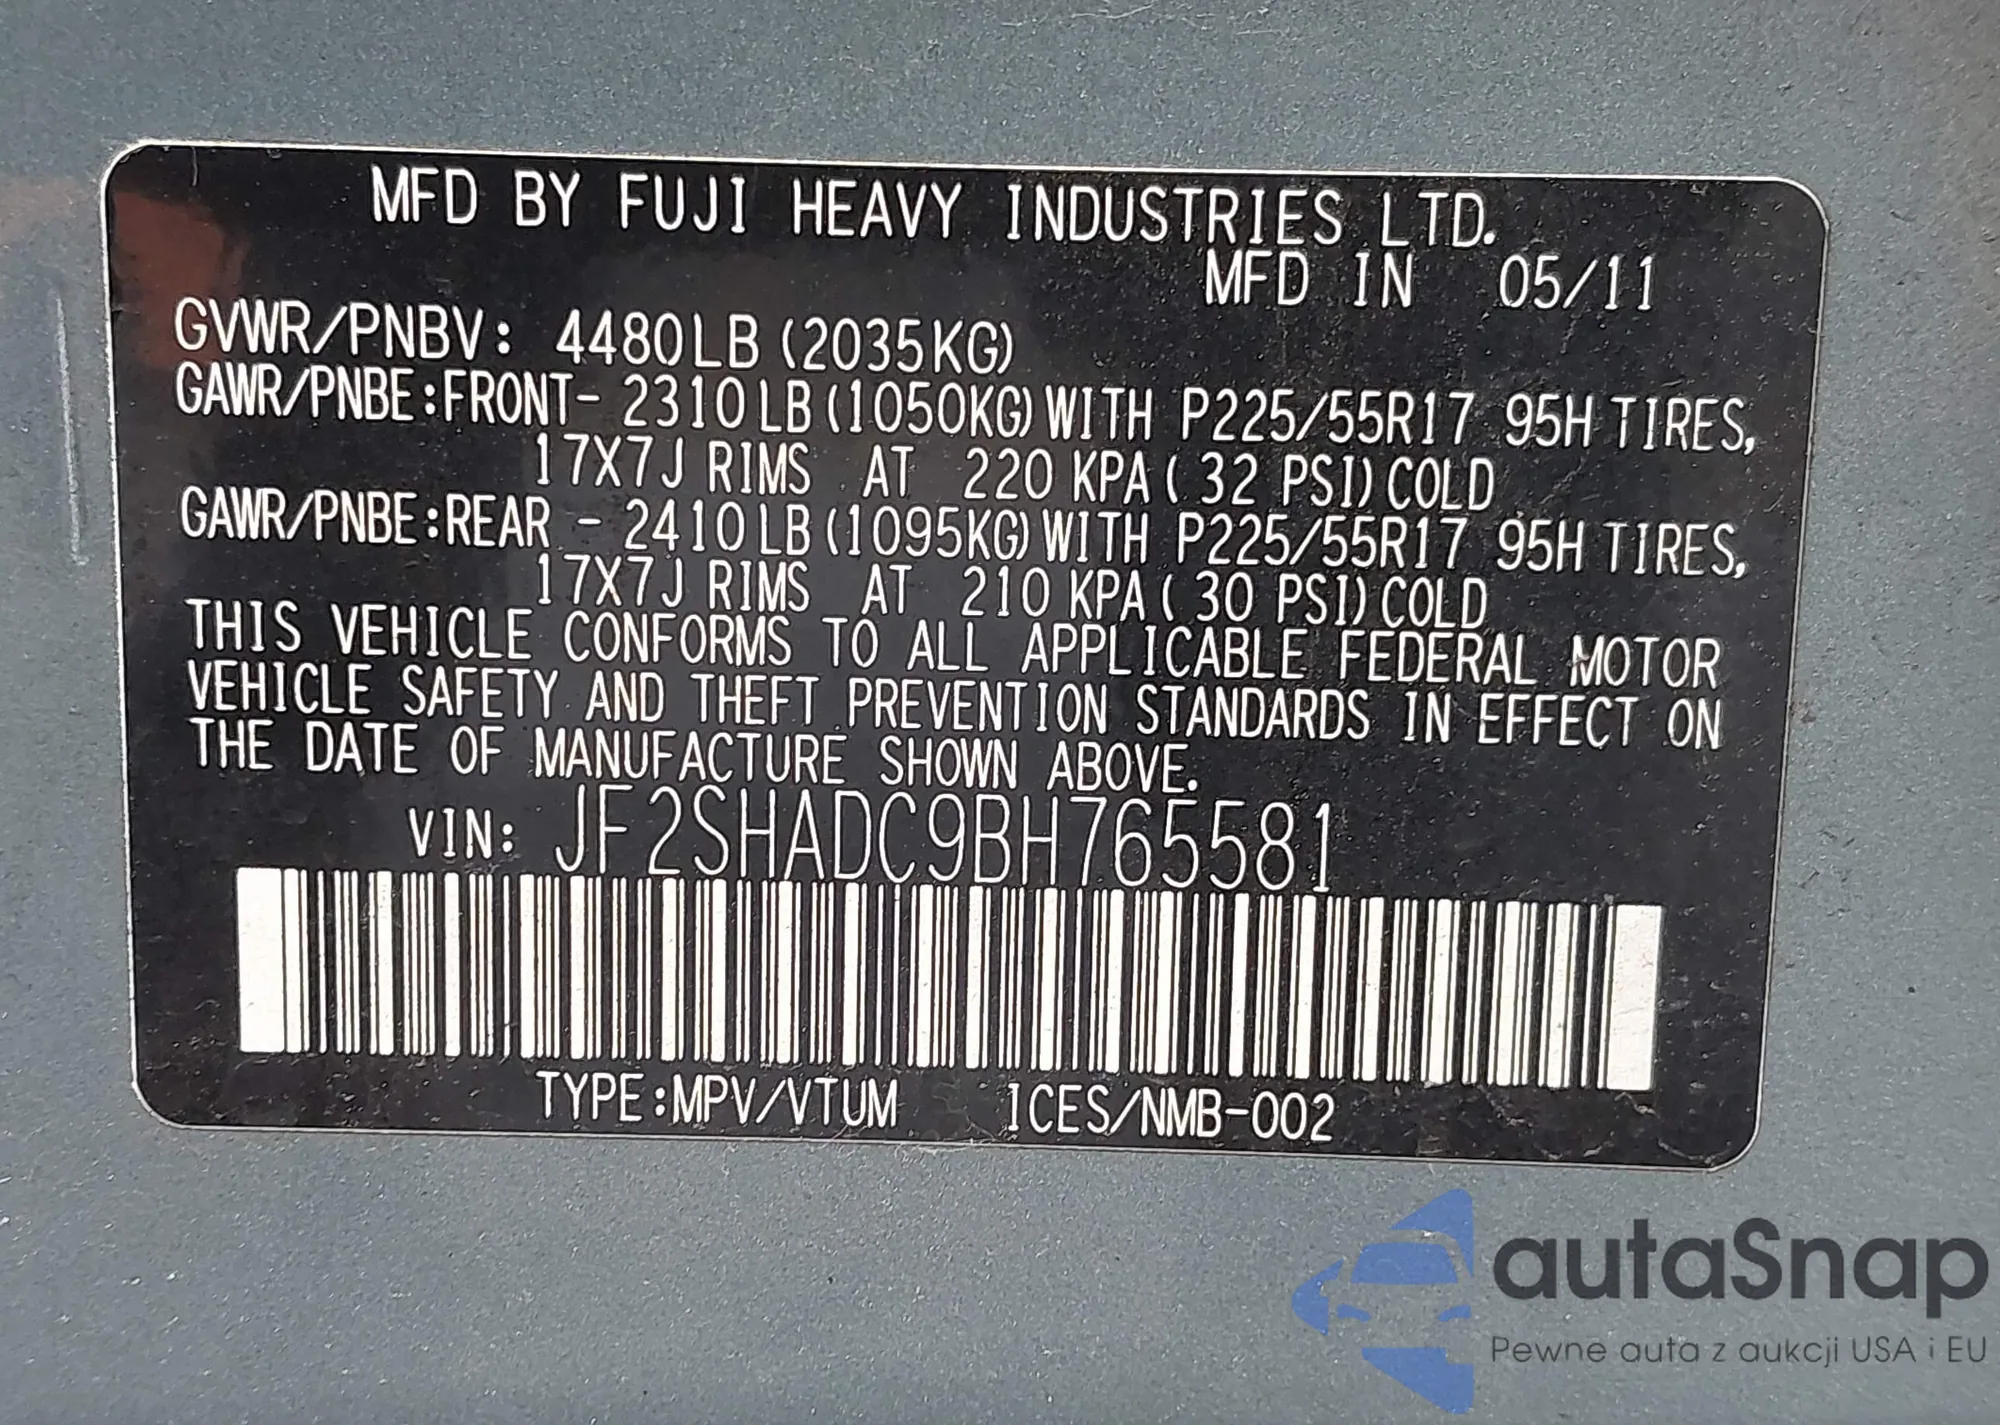 MFD BY FUJI HEAVY INDUSTRIES LTD.
MFD IN 05/11
GVWR/PNBV: 4480LB (2035KG)
GAWR/PNBE:FRONT- 2310LB(1050KG)WITH P225/55R17 95H TIRES,
17X7J RIMS AT 220 KPA( 32 PSI)COLD
GAWR/PNBE:REAR - 2410LB(1095KG)WITH P225/55R17 95H TIRES,
17X7J RIMS AT 210 KPA( 30 PSI)COLD
THIS VEHICLE CONFORMS TO ALL APPLICABLE FEDERAL MOTOR
VEHICLE SAFETY AND THEFT PREVENTION STANDARDS IN EFFECT ON
THE DATE OF MANUFACTURE SHOWN ABOVE.
VIN: JF2SHADC9BH765581
TYPE:MPV/VTUM ICES/NMB-002
autaSnap
Pewne auta z aukcji USA i EU